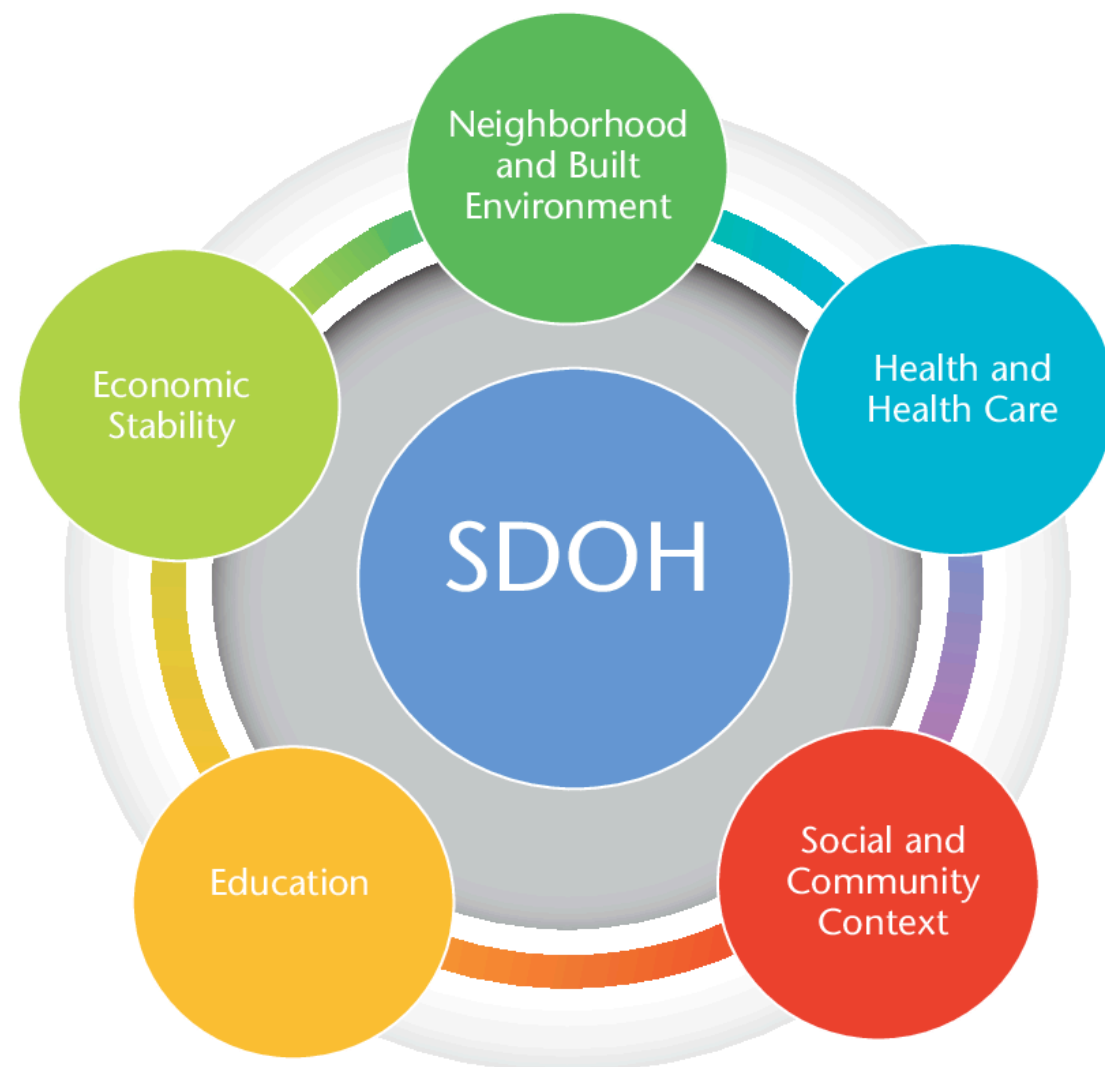 Neighborhood
and Built
Environment
Health and
Health Care
Economic
Stability
SDOH
Social and
Community
Context
Education